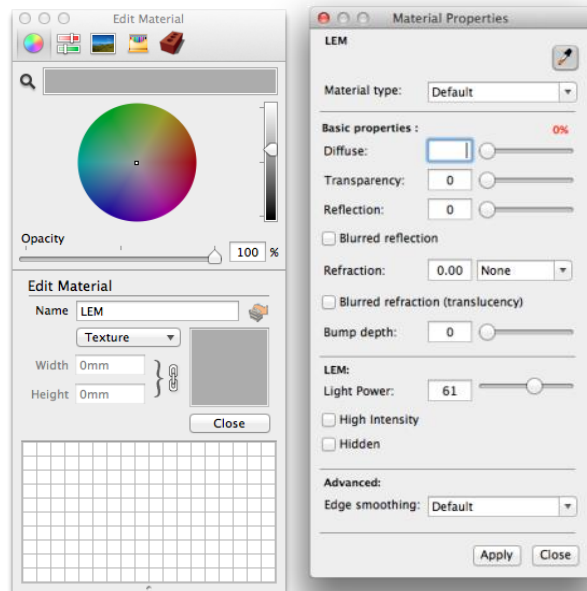 Edit Material
Opacity
100 %
Edit Material
Name LEM
Texture
Width 0mm
Height 0mm
Close
Material Properties
LEM
Material type: Default
Basic properties : 0%
Diffuse:
Transparency: 0
Reflection: 0
Blurred reflection
Refraction: 0.00 None
Blurred refraction (translucency)
Bump depth: 0
LEM:
Light Power: 61
High Intensity
Hidden
Advanced:
Edge smoothing: Default
Apply Close